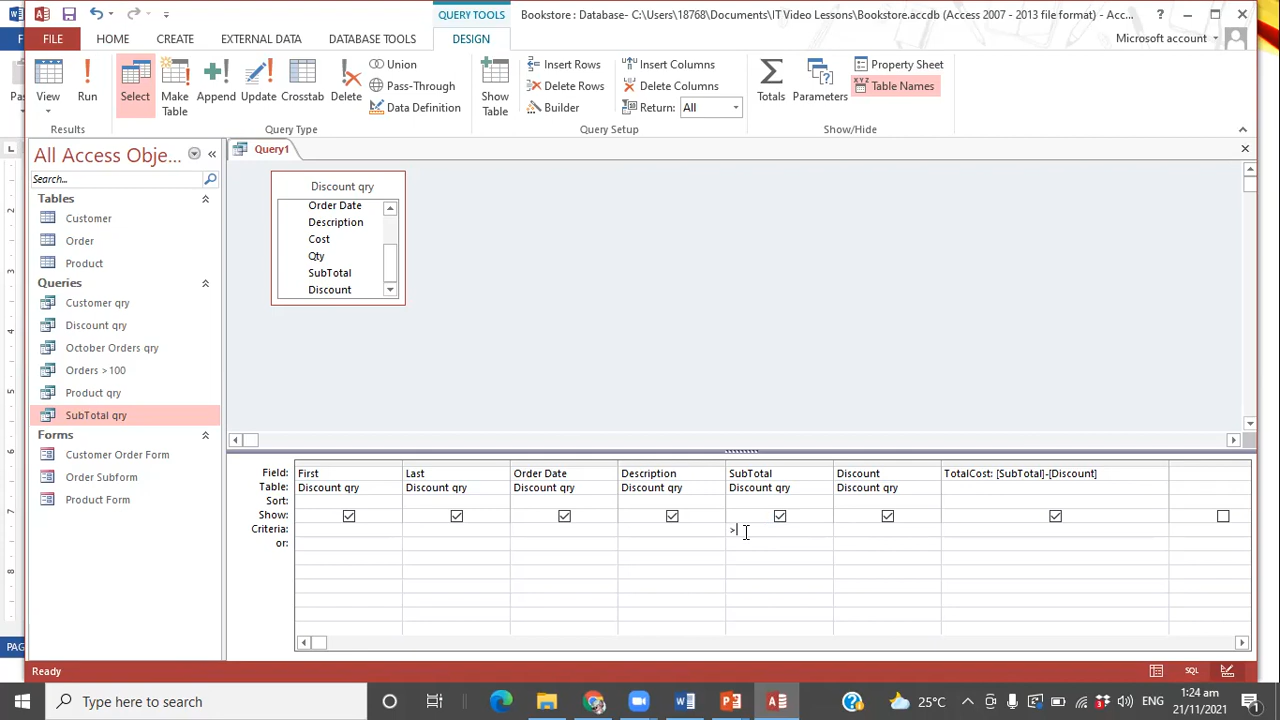 QUERY TOOLS
Bookstore : Database- C:\Users\18768\Documents\IT Video Lessons\Bookstore.accdb (Access 2007 - 2013 file format) - Acc...
?
FILE
HOME
CREATE
EXTERNAL DATA
DATABASE TOOLS
DESIGN
Microsoft account
View
Run
Select
Make Table
Append
Update
Crosstab
Delete
Union
Pass-Through
Data Definition
Show Table
Insert Rows
Delete Rows
Builder
Insert Columns
Delete Columns
Return: All
Totals
Parameters
Property Sheet
Table Names
Results
Query Type
Query Setup
Show/Hide
All Access Obje...
Search...
Tables
Customer
Order
Product
Queries
Customer qry
Discount qry
October Orders qry
Orders >100
Product qry
SubTotal qry
Forms
Customer Order Form
Order Subform
Product Form
Query1
Discount qry
Order Date
Description
Cost
Qty
SubTotal
Discount
Field: First Last Order Date Description SubTotal Discount TotalCost: [SubTotal]-[Discount]
Table: Discount qry Discount qry Discount qry Discount qry Discount qry Discount qry
Sort:
Show:
Criteria: >
or:
Ready
SQL
Type here to search
25°C
ENG
1:24 am
21/11/2021